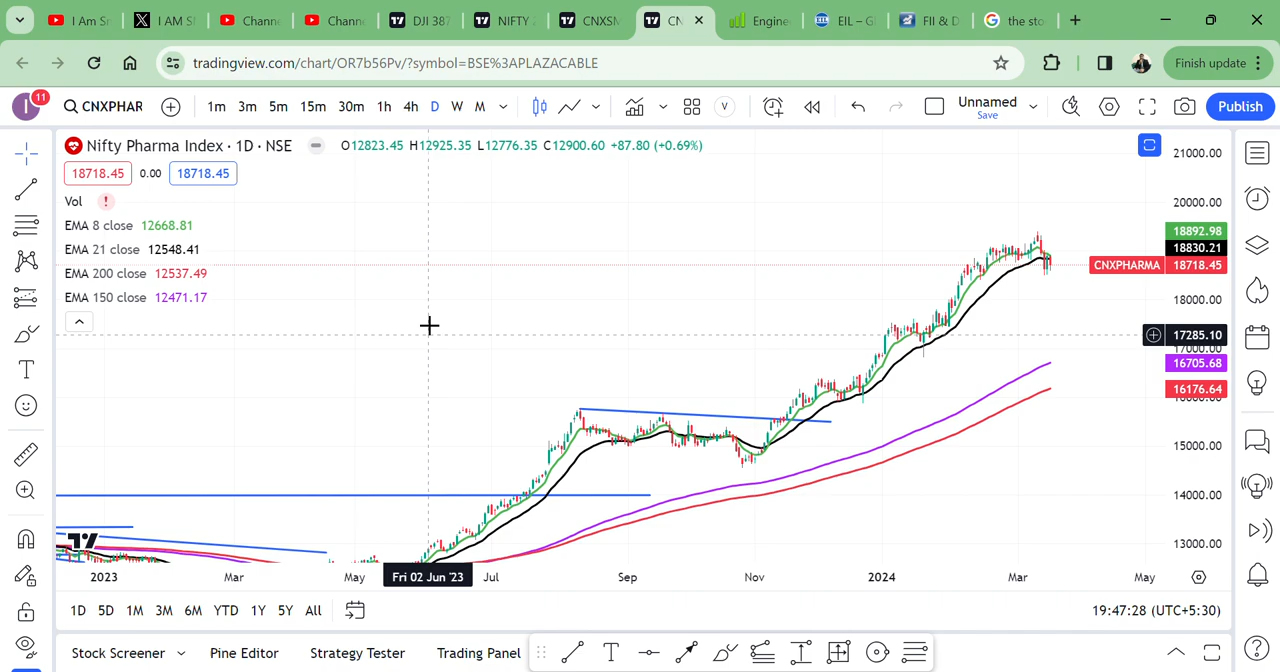 I Am Sr
I AM S
Channe
Chann
DJI 387
NIFTY
CNXSM
CN
Engine
EIL – G
FII & D
the sto
tradingview.com/chart/OR7b56Pv/?symbol=BSE%3APLAZACABLE
Finish update
11
I
CNXPHAR
1m 3m 5m 15m 30m 1h 4h D W M
V
Unnamed
Save
Publish
Nifty Pharma Index · 1D · NSE
O12823.45 H12925.35 L12776.35 C12900.60 +87.80 (+0.69%)
18718.45 0.00 18718.45
Vol
EMA 8 close 12668.81
EMA 21 close 12548.41
EMA 200 close 12537.49
EMA 150 close 12471.17
21000.00
20000.00
18892.98
18830.21
CNXPHARMA 18718.45
18000.00
17285.10
17000.00
16705.68
16176.64
15000.00
14000.00
13000.00
2023 Mar May Fri 02 Jun '23 Jul Sep Nov 2024 Mar May
1D 5D 1M 3M 6M YTD 1Y 5Y All
19:47:28 (UTC+5:30)
Stock Screener Pine Editor Strategy Tester Trading Panel